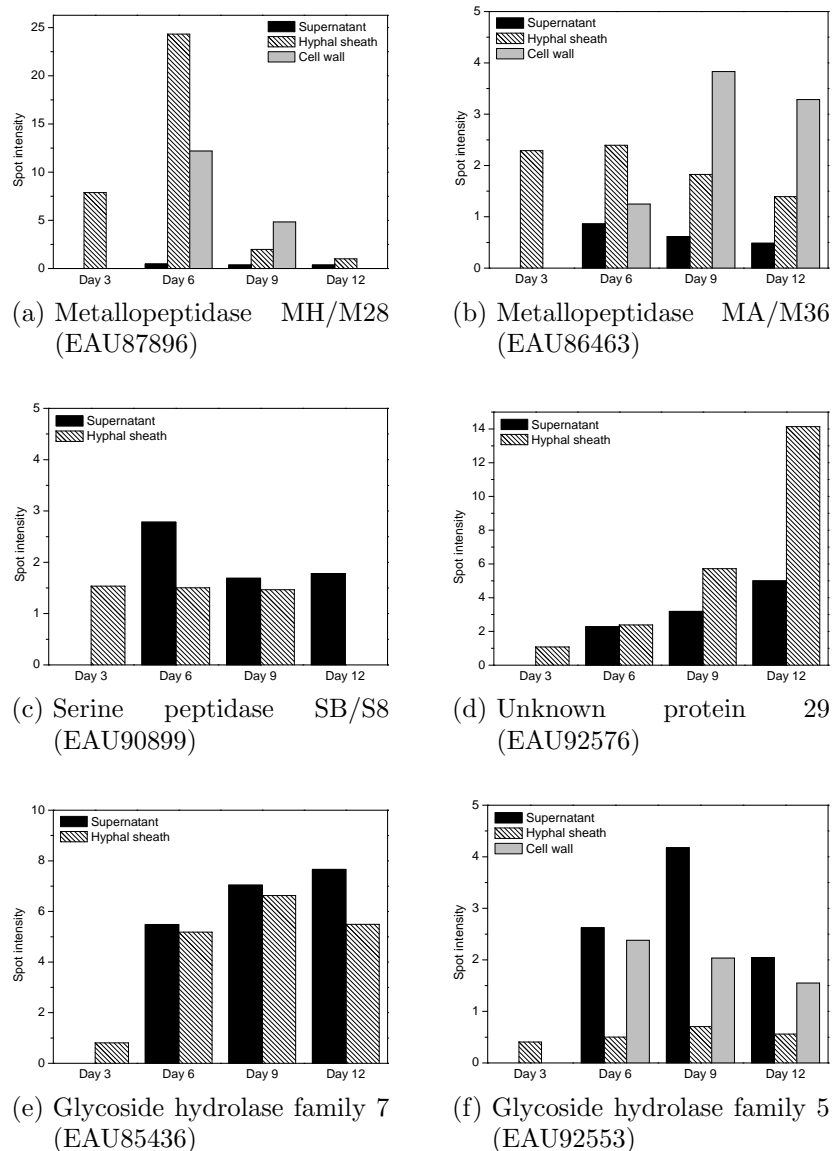 25
20
15
10
5
0
Spot intensity
Day 3 Day 6 Day 9 Day 12
Supernatant
Hyphal sheath
Cell wall
(a) Metallopeptidase MH/M28
(EAU87896)
5
4
3
2
1
0
Spot intensity
Day 3 Day 6 Day 9 Day 12
Supernatant
Hyphal sheath
Cell wall
(b) Metallopeptidase MA/M36
(EAU86463)
5
4
3
2
1
0
Spot intensity
Day 3 Day 6 Day 9 Day 12
Supernatant
Hyphal sheath
(c) Serine peptidase SB/S8
(EAU90899)
14
12
10
8
6
4
2
0
Spot intensity
Day 3 Day 6 Day 9 Day 12
Supernatant
Hyphal sheath
(d) Unknown protein 29
(EAU92576)
10
8
6
4
2
0
Spot intensity
Day 3 Day 6 Day 9 Day 12
Supernatant
Hyphal sheath
(e) Glycoside hydrolase family 7
(EAU85436)
5
4
3
2
1
0
Spot intensity
Day 3 Day 6 Day 9 Day 12
Supernatant
Hyphal sheath
Cell wall
(f) Glycoside hydrolase family 5
(EAU92553)